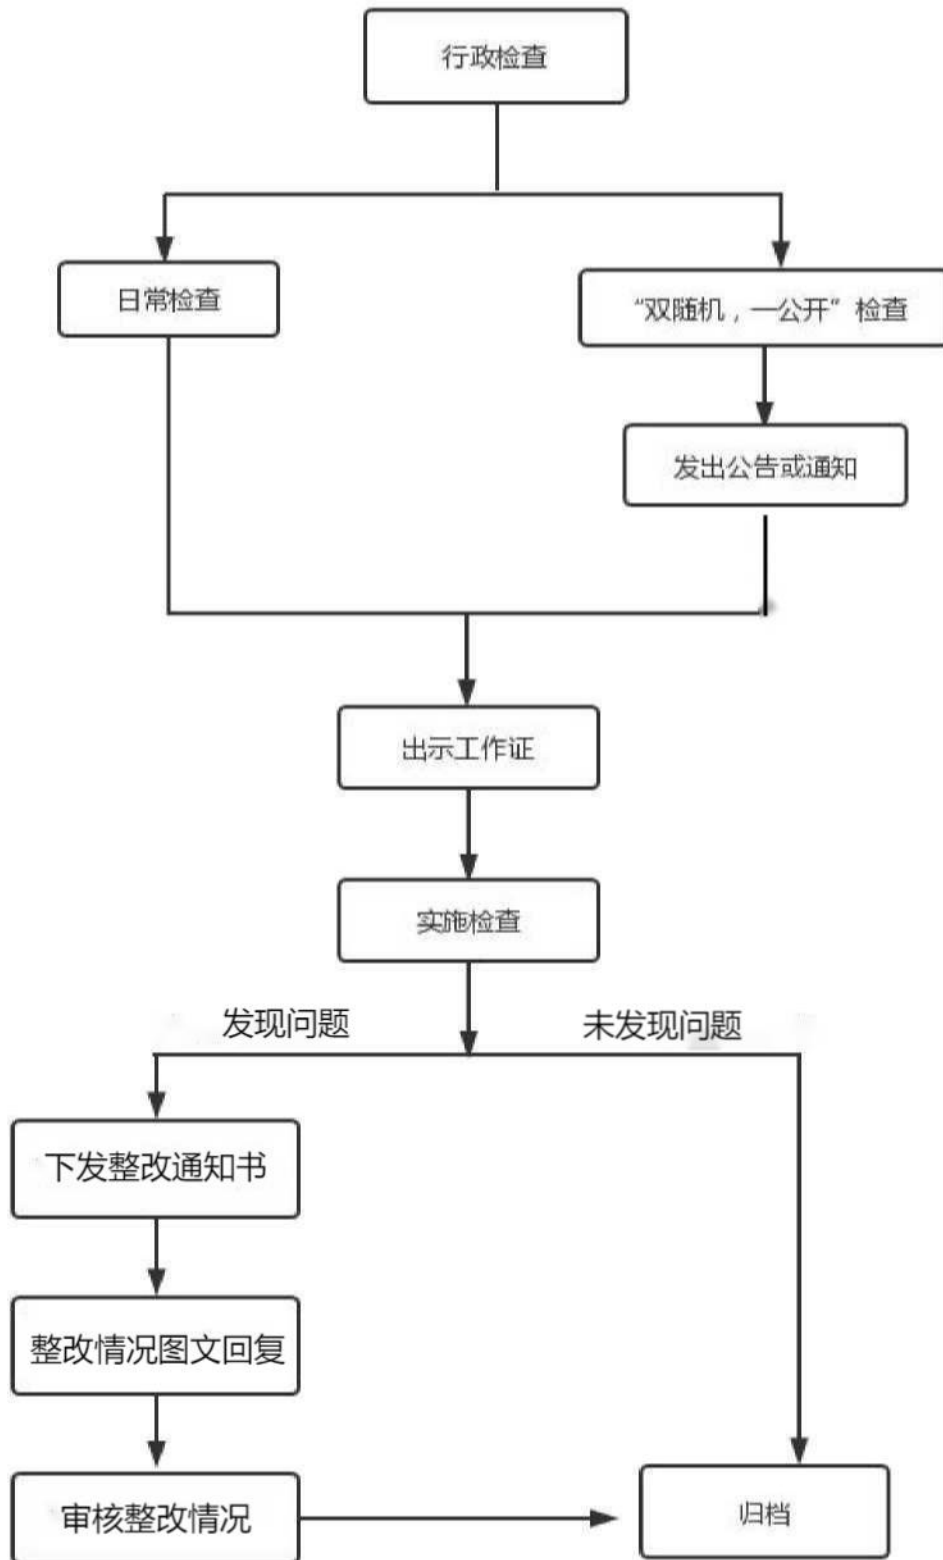 行政检查
日常检查
“双随机，一公开”检查
发出公告或通知
出示工作证
实施检查
发现问题
未发现问题
下发整改通知书
整改情况图文回复
审核整改情况
归档